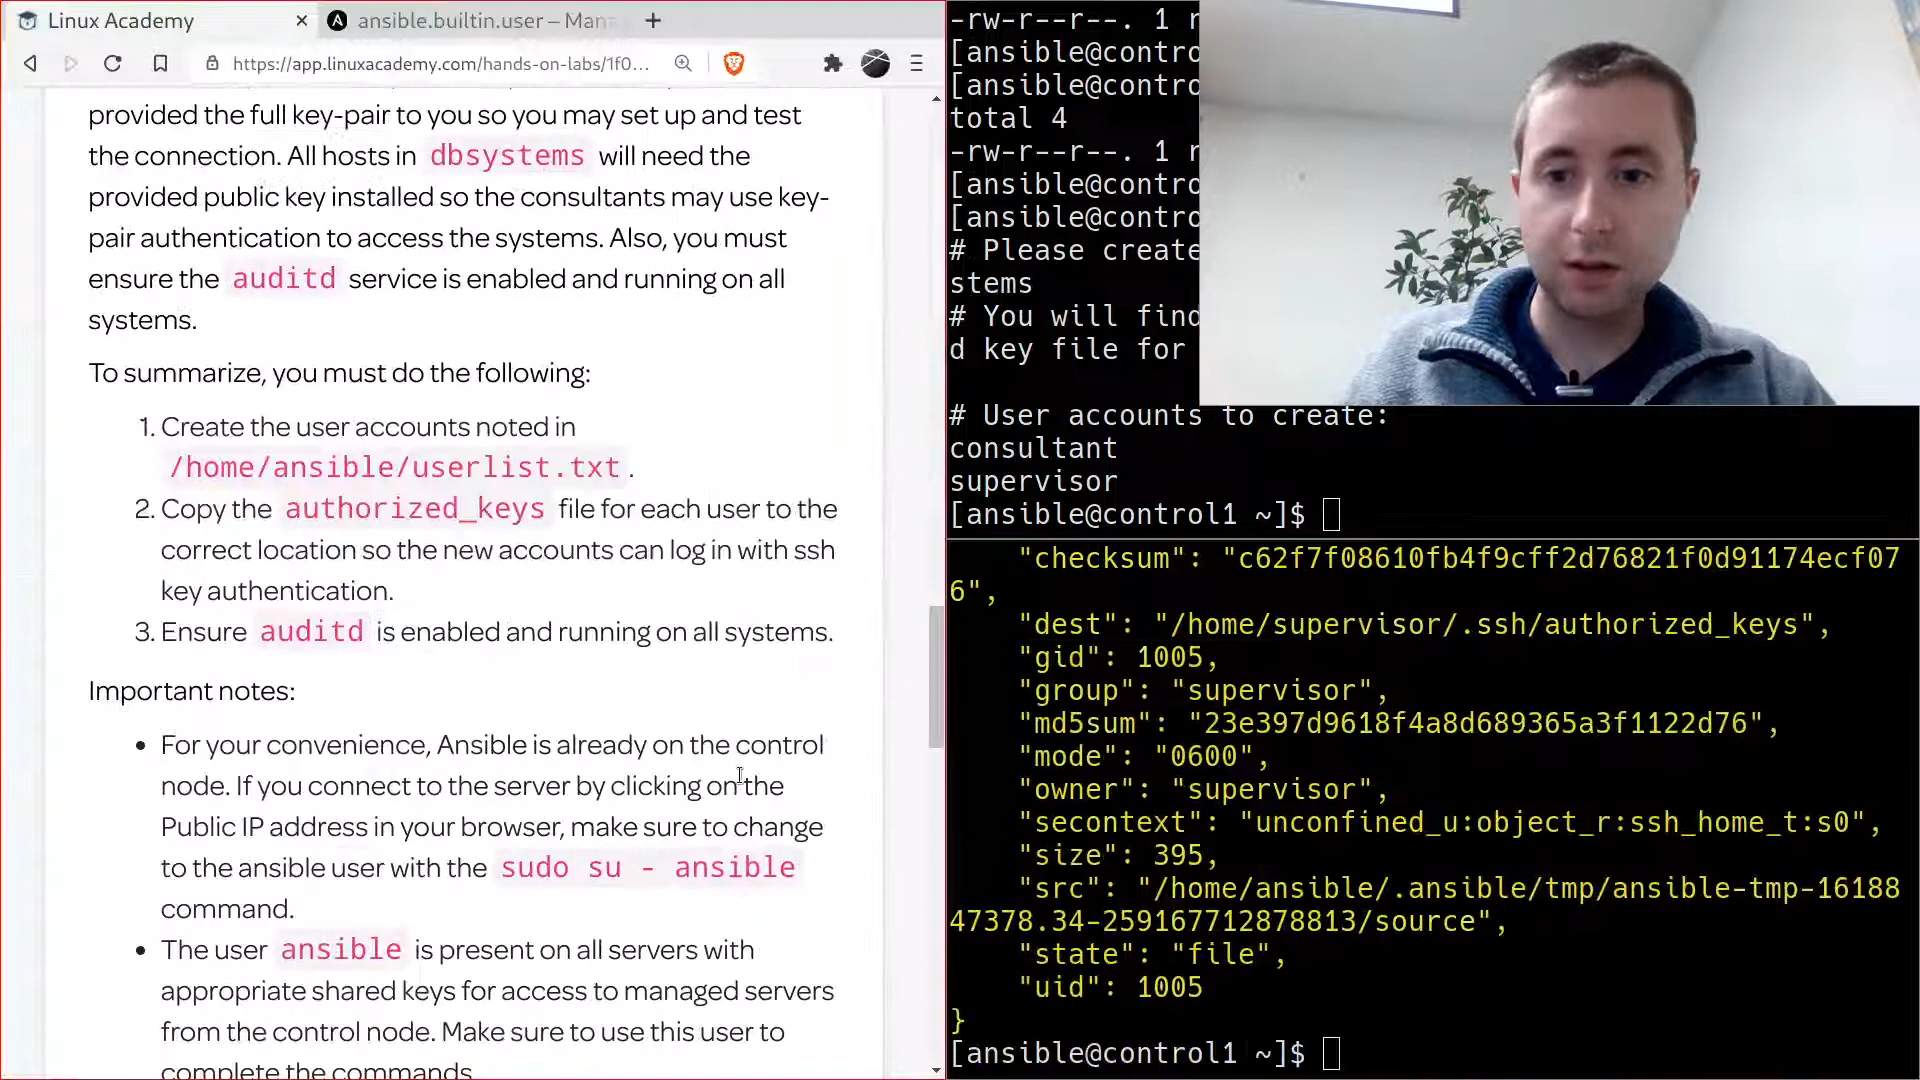 Linux Academy
ansible.builtin.user – Man
https://app.linuxacademy.com/hands-on-labs/1f0...
provided the full key-pair to you so you may set up and test
the connection. All hosts in dbsystems will need the
provided public key installed so the consultants may use key-
pair authentication to access the systems. Also, you must
ensure the auditd service is enabled and running on all
systems.
To summarize, you must do the following:
1. Create the user accounts noted in
/home/ansible/userlist.txt.
2. Copy the authorized_keys file for each user to the
correct location so the new accounts can log in with ssh
key authentication.
3. Ensure auditd is enabled and running on all systems.
Important notes:
• For your convenience, Ansible is already on the control
node. If you connect to the server by clicking on the
Public IP address in your browser, make sure to change
to the ansible user with the sudo su - ansible
command.
• The user ansible is present on all servers with
appropriate shared keys for access to managed servers
from the control node. Make sure to use this user to
complete the commands.
-rw-r--r--. 1 r
[ansible@contro
[ansible@contro
total 4
-rw-r--r--. 1 r
[ansible@contro
[ansible@contro
# Please create
stems
# You will find
d key file for
# User accounts to create:
consultant
supervisor
[ansible@control1 ~]$
"checksum": "c62f7f08610fb4f9cff2d76821f0d91174ecf07
6",
"dest": "/home/supervisor/.ssh/authorized_keys",
"gid": 1005,
"group": "supervisor",
"md5sum": "23e397d9618f4a8d689365a3f1122d76",
"mode": "0600",
"owner": "supervisor",
"secontext": "unconfined_u:object_r:ssh_home_t:s0",
"size": 395,
"src": "/home/ansible/.ansible/tmp/ansible-tmp-16188
47378.34-259167712878813/source",
"state": "file",
"uid": 1005
}
[ansible@control1 ~]$